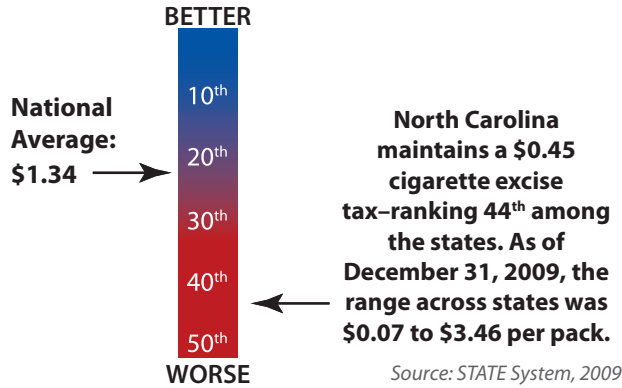 BETTER
10th
National
Average:
$1.34
20th
30th
40th
50th
WORSE
North Carolina
maintains a $0.45
cigarette excise
tax–ranking 44th among
the states. As of
December 31, 2009, the
range across states was
$0.07 to $3.46 per pack.
Source: STATE System, 2009